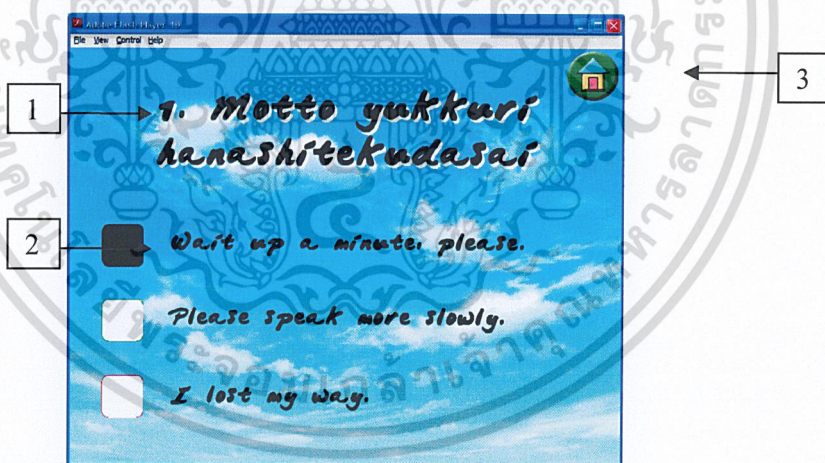 Adobe Flash Player 10
File View Control Help
3
1
1. Motto yukkuri
hanashitekudasai
2
Wait up a minute, please.
Please speak more slowly.
I lost my way.